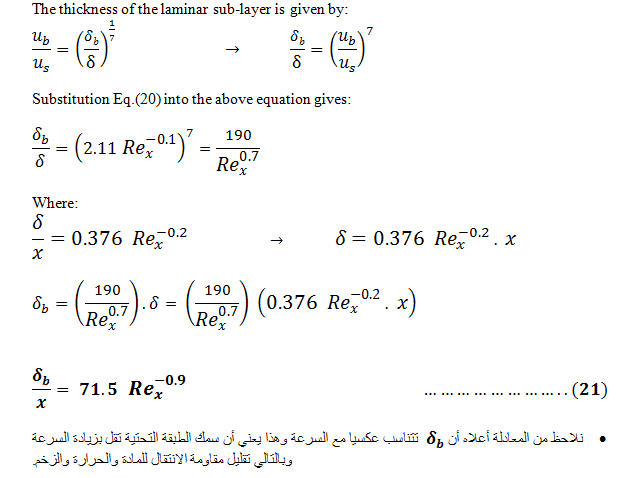 The thickness of the laminar sub-layer is given by:
u_b/u_s = (δ_b/δ)^(1/7) → δ_b/δ = (u_b/u_s)^7
Substitution Eq.(20) into the above equation gives:
δ_b/δ = (2.11 Re_x^−0.1)^7 = 190/Re_x^0.7
Where:
δ/x = 0.376 Re_x^−0.2 → δ = 0.376 Re_x^−0.2 . x
δ_b = (190/Re_x^0.7) . δ = (190/Re_x^0.7) (0.376 Re_x^−0.2 . x)
δ_b/x = 71.5 Re_x^−0.9 … … … … … … … … . . (21)
• نلاحظ من المعادلة أعلاه أن δ_b تتناسب عكسيا مع السرعة وهذا يعني أن سمك الطبقة التحتية تقل بزيادة السرعة
وبالتالي تقليل مقاومة الانتقال للمادة والحرارة والزخم.